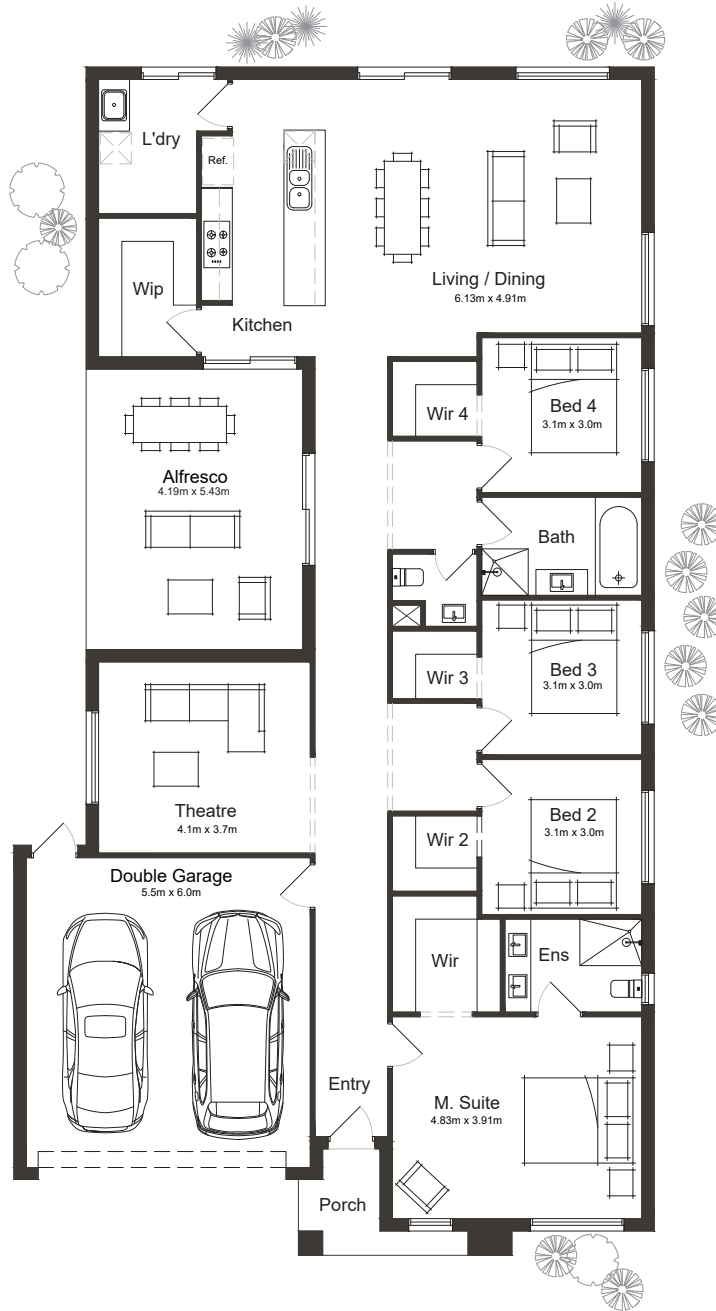 L'dry
Ref.
Wip
Kitchen
Living / Dining
6.13m x 4.91m
Wir 4
Bed 4
3.1m x 3.0m
Alfresco
4.19m x 5.43m
Bath
Wir 3
Bed 3
3.1m x 3.0m
Theatre
4.1m x 3.7m
Wir 2
Bed 2
3.1m x 3.0m
Double Garage
5.5m x 6.0m
Wir
Ens
Entry
M. Suite
4.83m x 3.91m
Porch